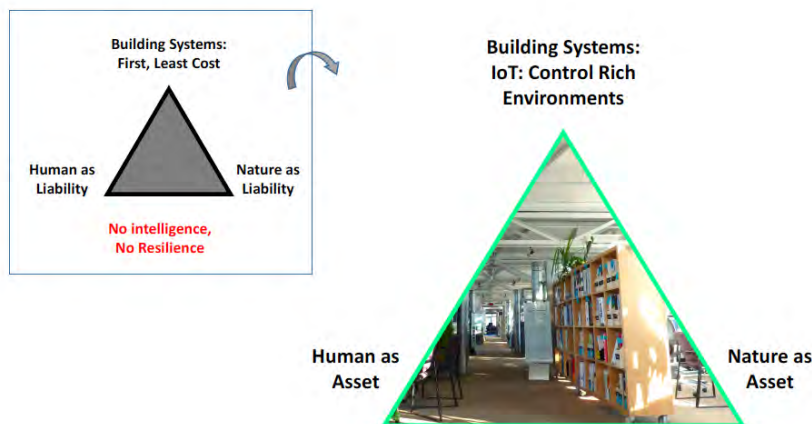 Building Systems:
First, Least Cost
Human as
Liability
Nature as
Liability
No intelligence,
No Resilience
Building Systems:
IoT: Control Rich
Environments
Human as
Asset
Nature as
Asset